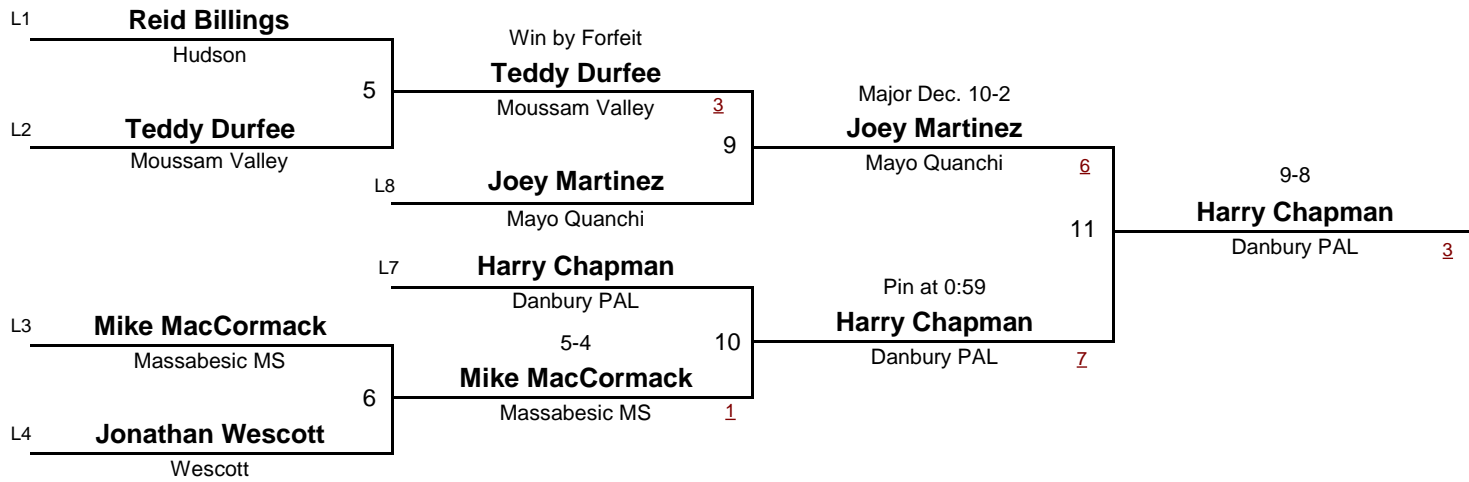 L1
Reid Billings
Hudson
5
L2
Teddy Durfee
Moussam Valley
Win by Forfeit
Teddy Durfee
Moussam Valley
3
9
L8
Joey Martinez
Mayo Quanchi
Major Dec. 10-2
Joey Martinez
Mayo Quanchi
6
11
9-8
Harry Chapman
Danbury PAL
3
L7
Harry Chapman
Danbury PAL
10
Pin at 0:59
Harry Chapman
Danbury PAL
7
L3
Mike MacCormack
Massabesic MS
6
5-4
Mike MacCormack
Massabesic MS
1
L4
Jonathan Wescott
Wescott